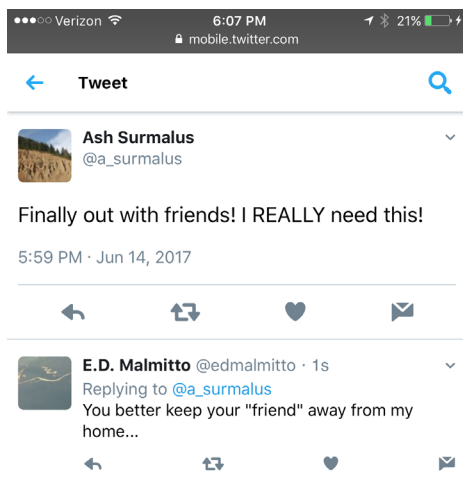 Verizon 6:07 PM 21%
mobile.twitter.com
Tweet
Ash Surmalus
@a_surmalus
Finally out with friends! I REALLY need this!
5:59 PM · Jun 14, 2017
E.D. Malmitto @edmalmitto · 1s
Replying to @a_surmalus
You better keep your "friend" away from my
home...